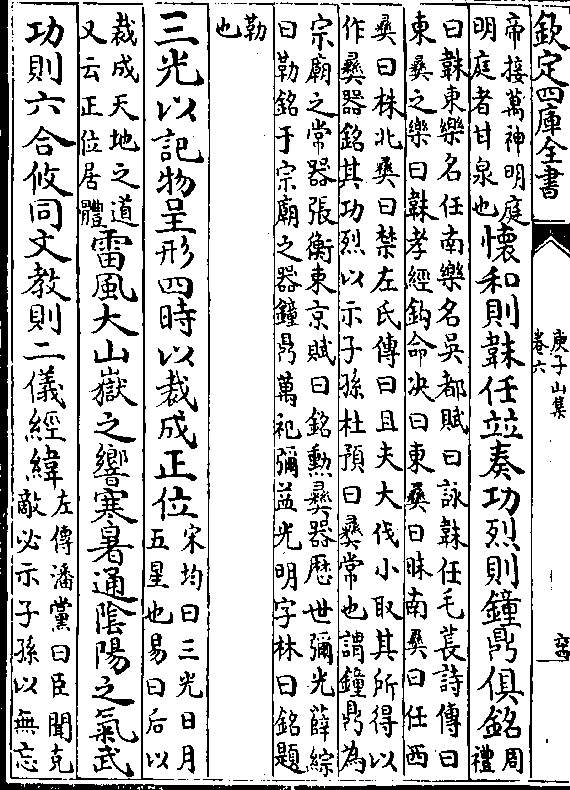 欽定四庫全書
庾子山集
卷六
帝接萬神明庭
明庭者甘泉也
懷和則韎任竝奏功烈則鐘鼎俱銘
周
禮
曰韎東樂名任南樂名吳都賦曰詠韎任毛萇詩傳曰
東彝之樂曰韎孝經鈎命决曰東彝曰昧南彝曰任西
彝曰株北彝曰禁左氏傳曰且夫大伐小取其所得以
作彝器銘其功烈以示子孫杜預曰彝常也謂鐘鼎為
宗廟之常器張衡東京賦曰銘勲彝器歴世彌光薛綜
曰勒銘于宗廟之器鐘鼎萬祀彌益光明字林曰銘題
勒
也
三光以記物呈形四時以裁成正位
宋均曰三光日月
五星也易曰后以
裁成天地之道
又云正位居體
雷風大山嶽之響寒暑通陰陽之氣武
功則六合攸同文教則二儀經緯
左傳潘黨曰臣聞克
敵必示子孫以無忘